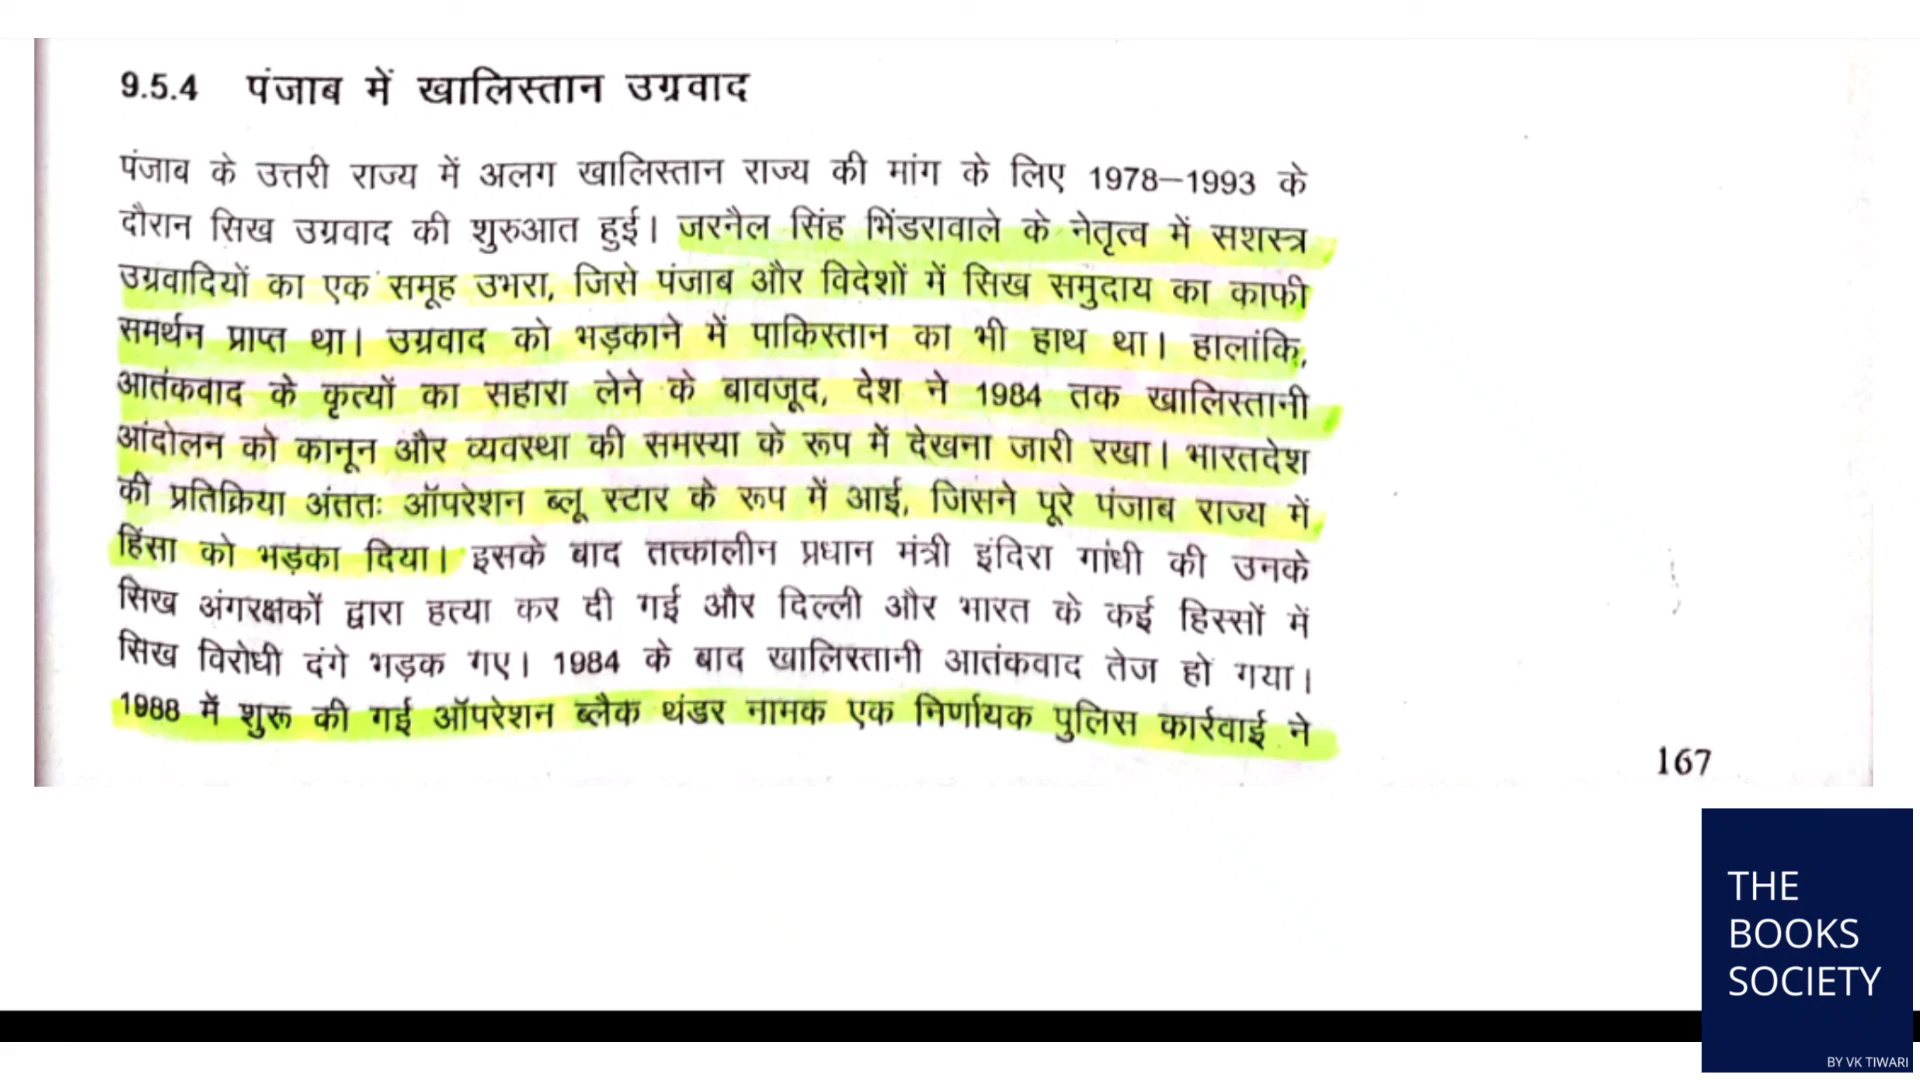 9.5.4 पंजाब में खालिस्तान उग्रवाद
पंजाब के उत्तरी राज्य में अलग खालिस्तान राज्य की मांग के लिए 1978–1993 के
दौरान सिख उग्रवाद की शुरुआत हुई। जरनैल सिंह भिंडरावाले के नेतृत्व में सशस्त्र
उग्रवादियों का एक समूह उभरा, जिसे पंजाब और विदेशों में सिख समुदाय का काफी
समर्थन प्राप्त था। उग्रवाद को भड़काने में पाकिस्तान का भी हाथ था। हालांकि,
आतंकवाद के कृत्यों का सहारा लेने के बावजूद, देश ने 1984 तक खालिस्तानी
आंदोलन को कानून और व्यवस्था की समस्या के रूप में देखना जारी रखा। भारतदेश
की प्रतिक्रिया अंततः ऑपरेशन ब्लू स्टार के रूप में आई, जिसने पूरे पंजाब राज्य में
हिंसा को भड़का दिया। इसके बाद तत्कालीन प्रधान मंत्री इंदिरा गांधी की उनके
सिख अंगरक्षकों द्वारा हत्या कर दी गई और दिल्ली और भारत के कई हिस्सों में
सिख विरोधी दंगे भड़क गए। 1984 के बाद खालिस्तानी आतंकवाद तेज हो गया।
1988 में शुरू की गई ऑपरेशन ब्लैक थंडर नामक एक निर्णायक पुलिस कार्रवाई ने
167
THE
BOOKS
SOCIETY
BY VK TIWARI